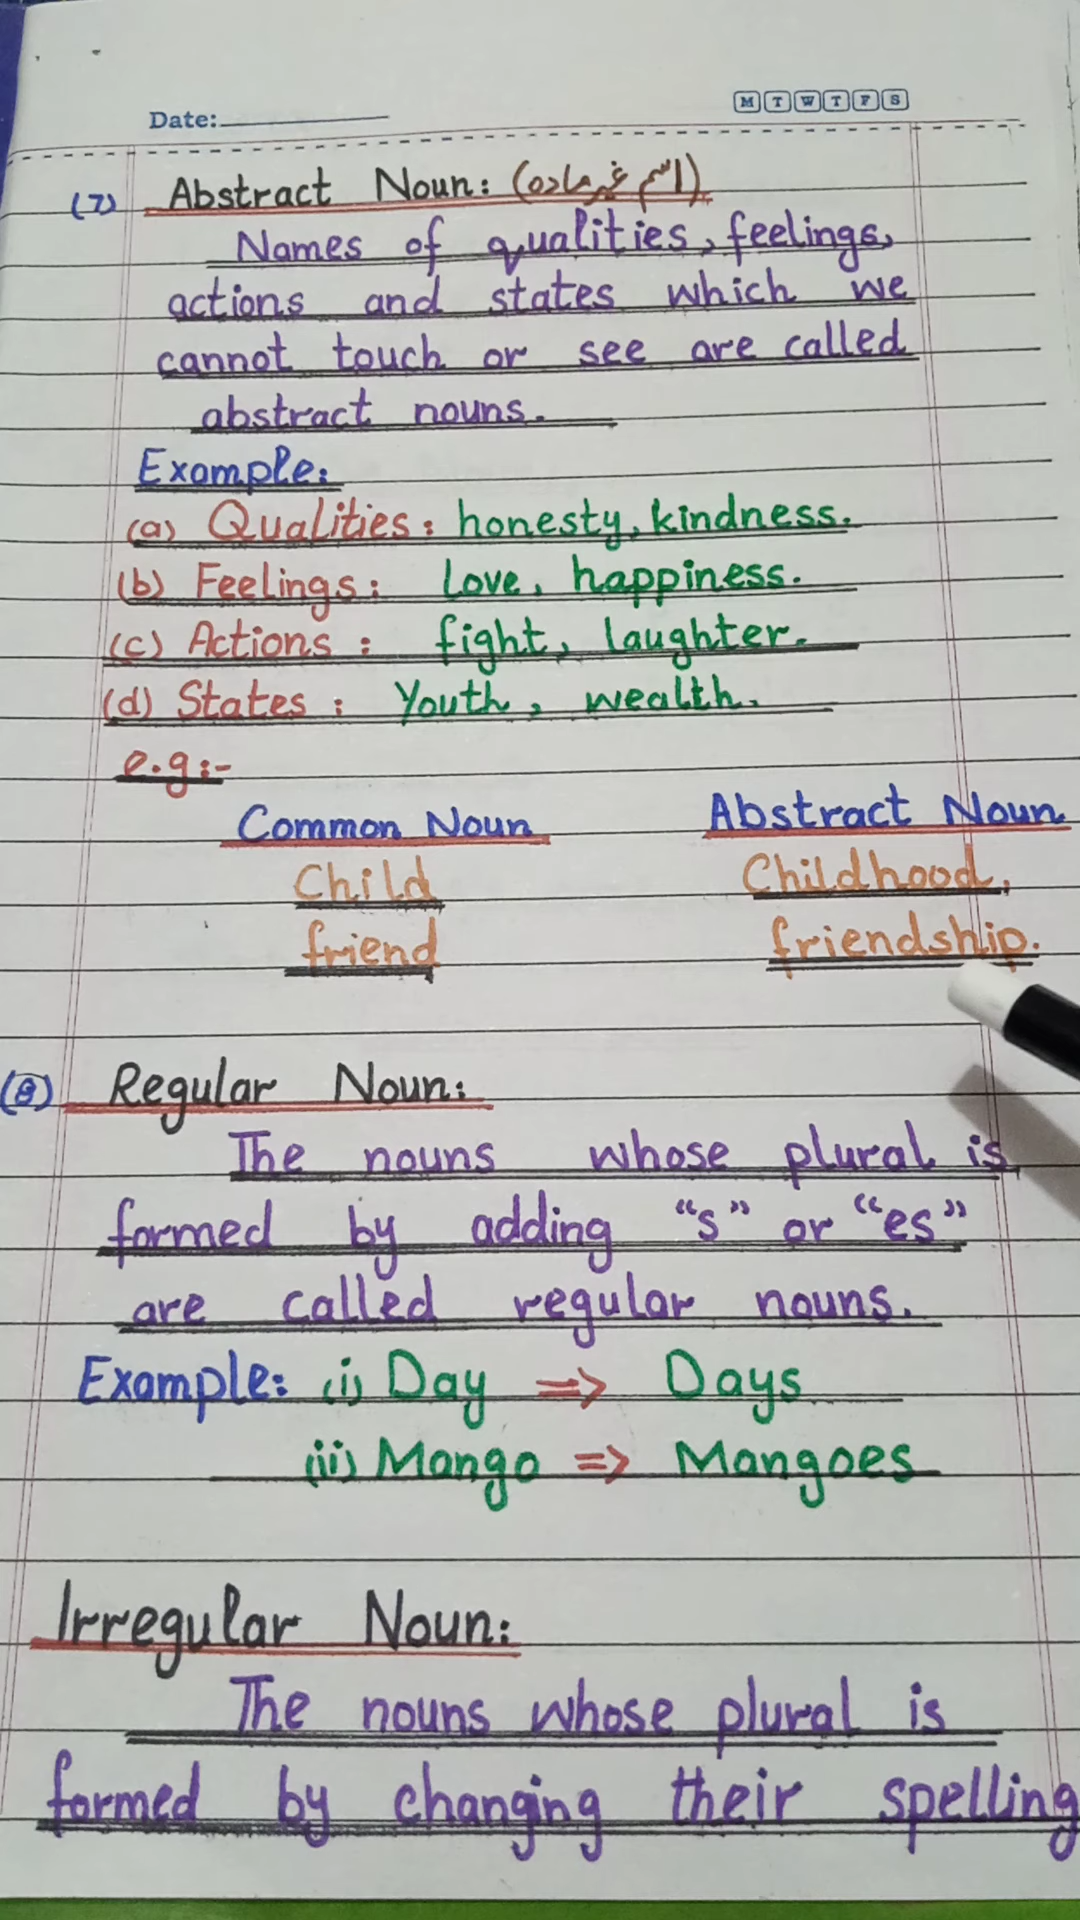 M T W T F S
Date:
(7) Abstract Noun: (اسم غیر مادہ)
Names of qualities, feelings,
actions and states which we
cannot touch or see are called
abstract nouns.
Example:
(a) Qualities: honesty, kindness.
(b) Feelings: Love, happiness.
(c) Actions: fight, laughter.
(d) States: Youth, wealth.
e.g:-
Common Noun Abstract Noun
Child Childhood,
friend friendship.
(8) Regular Noun:
The nouns whose plural is
formed by adding "s" or "es"
are called regular nouns.
Example: (i) Day => Days
(ii) Mango => Mangoes
Irregular Noun:
The nouns whose plural is
formed by changing their spelling